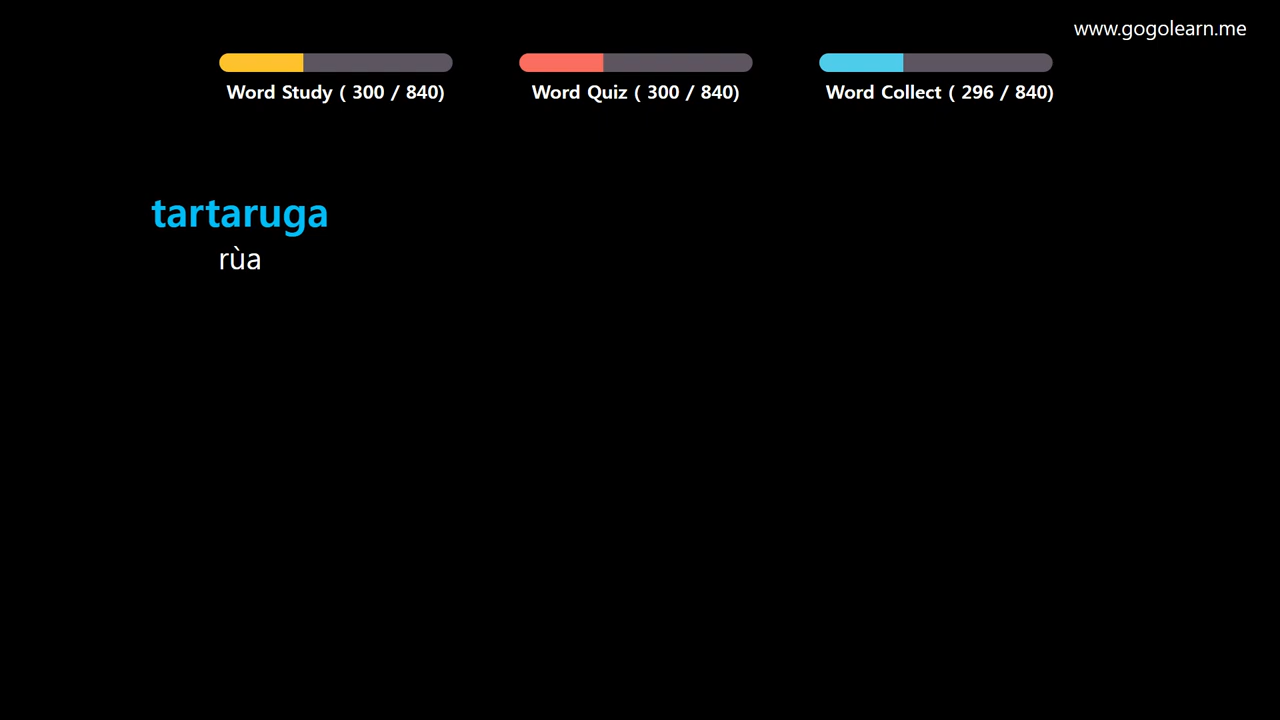 www.gogolearn.me
Word Study ( 300 / 840)
Word Quiz ( 300 / 840)
Word Collect ( 296 / 840)
tartaruga
rùa